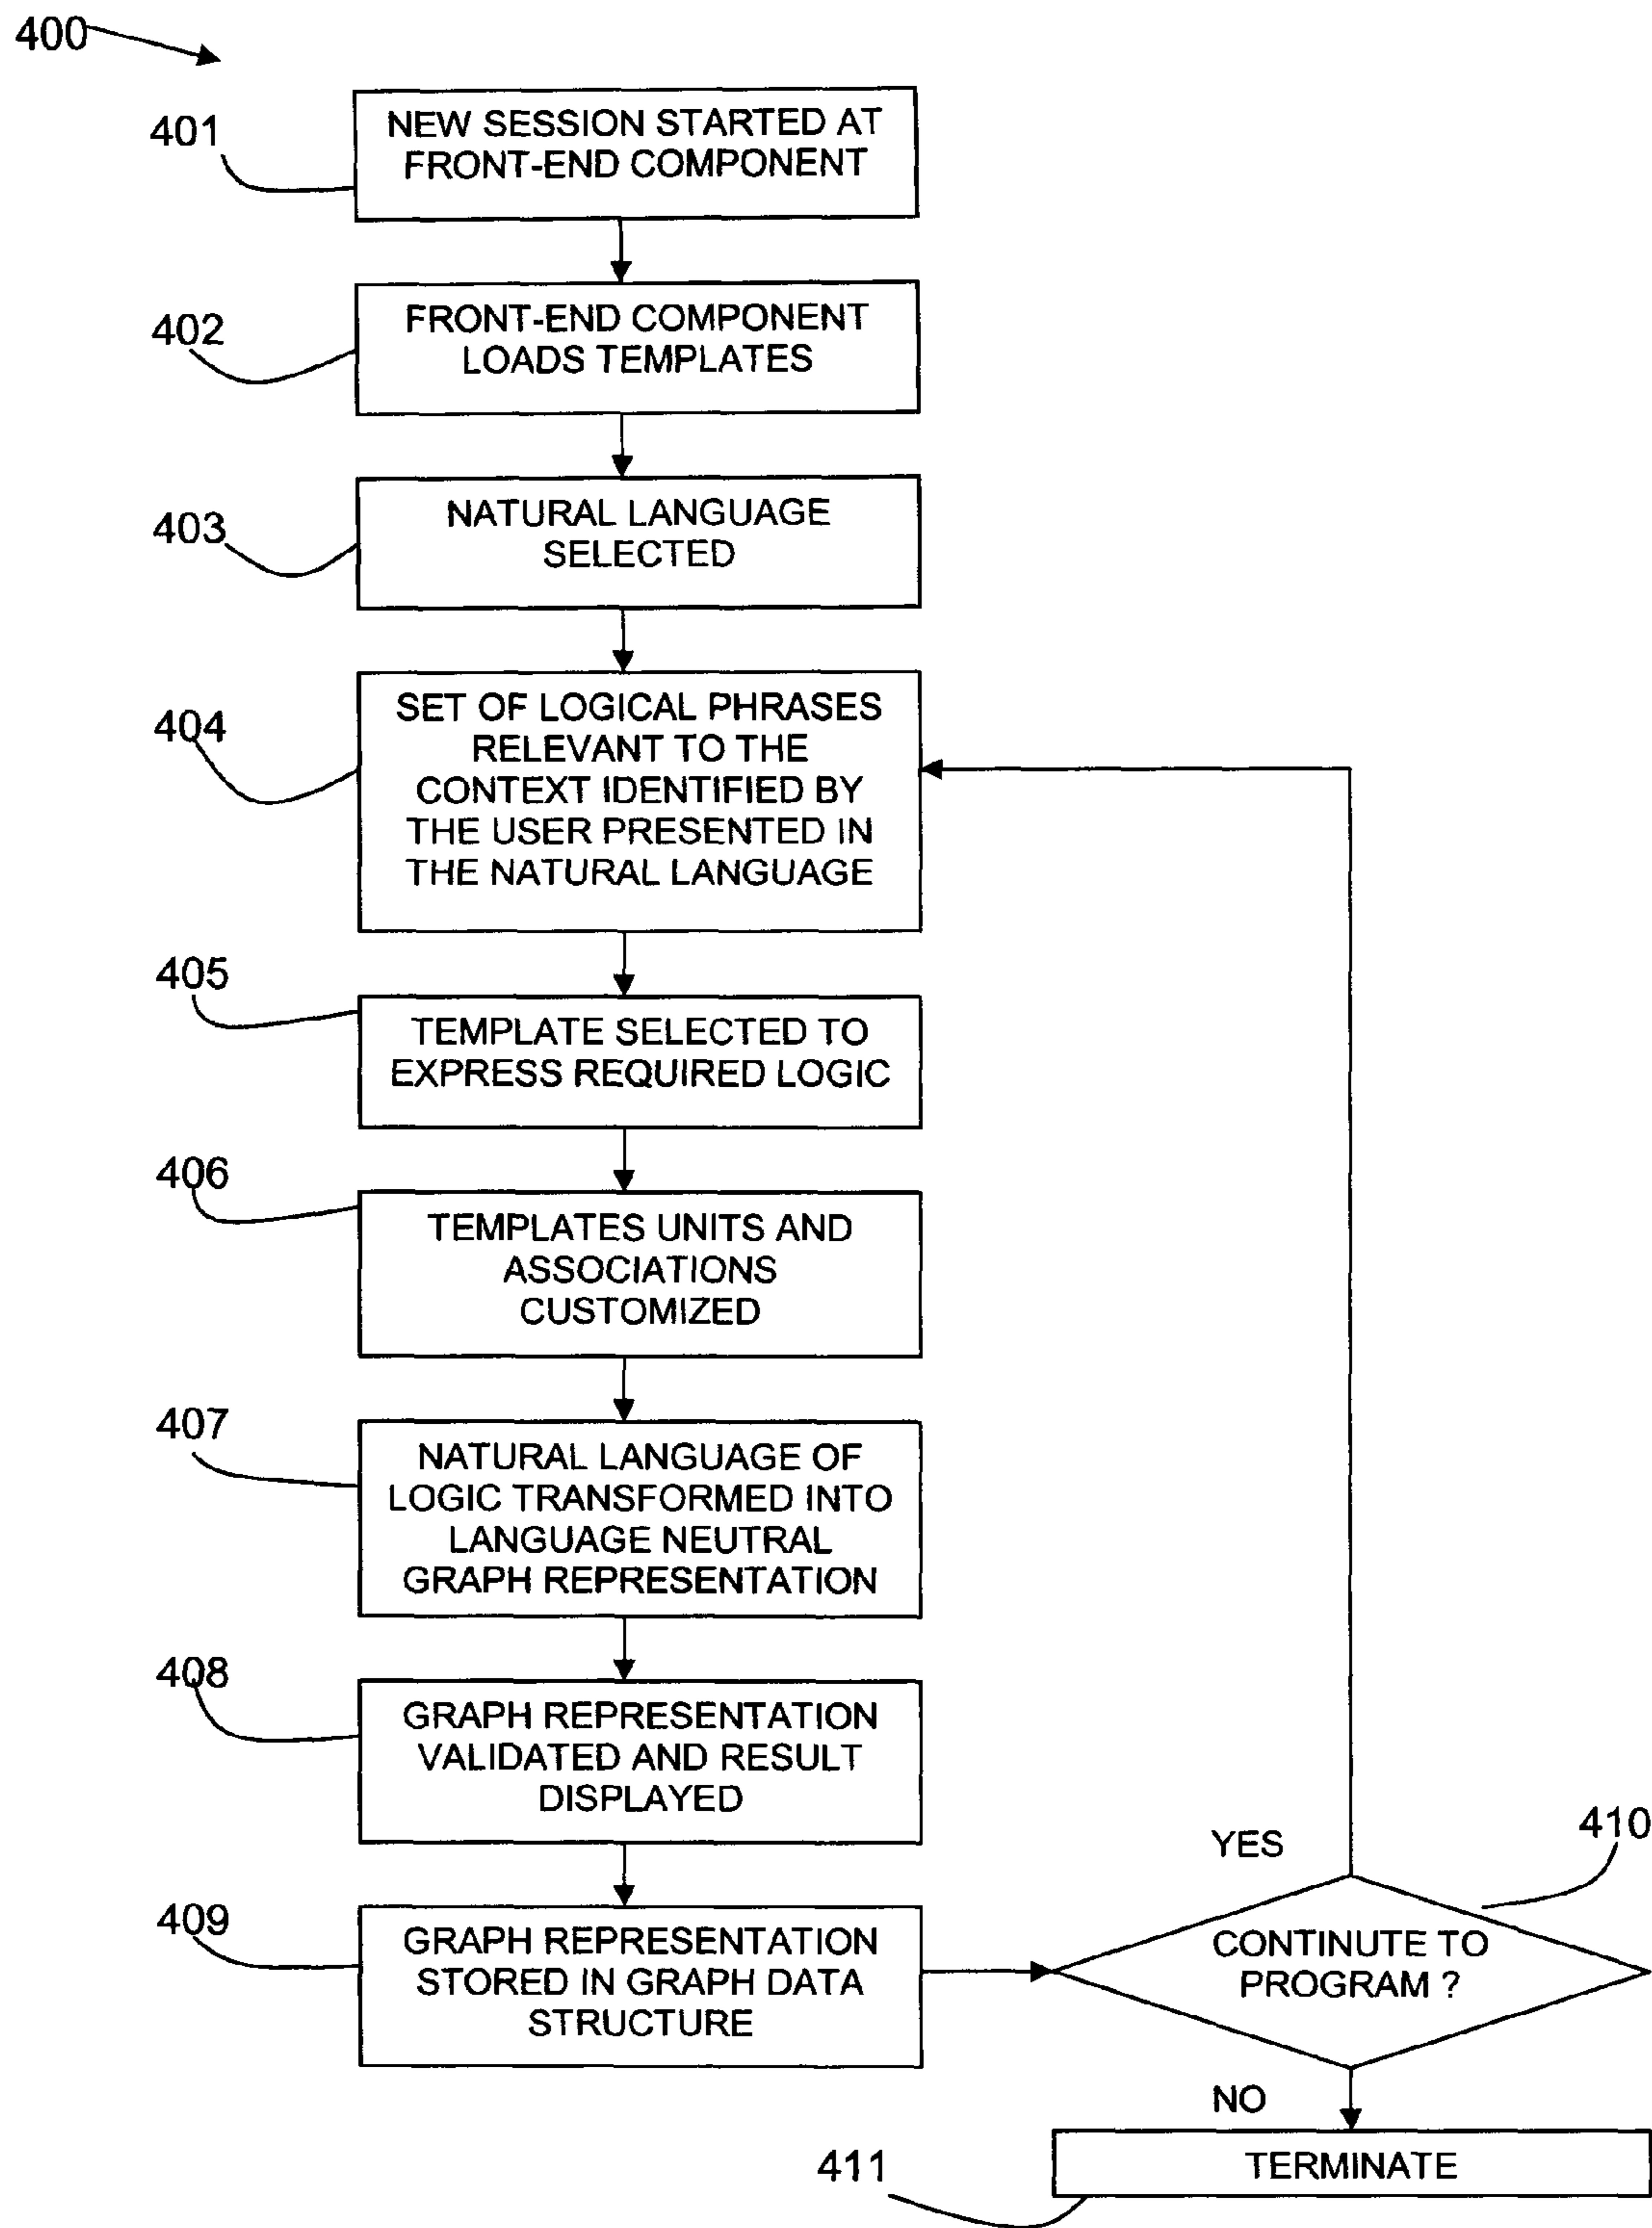 400
401
NEW SESSION STARTED AT
FRONT-END COMPONENT
402
FRONT-END COMPONENT
LOADS TEMPLATES
403
NATURAL LANGUAGE
SELECTED
404
SET OF LOGICAL PHRASES
RELEVANT TO THE
CONTEXT IDENTIFIED BY
THE USER PRESENTED IN
THE NATURAL LANGUAGE
405
TEMPLATE SELECTED TO
EXPRESS REQUIRED LOGIC
406
TEMPLATES UNITS AND
ASSOCIATIONS
CUSTOMIZED
407
NATURAL LANGUAGE OF
LOGIC TRANSFORMED INTO
LANGUAGE NEUTRAL
GRAPH REPRESENTATION
408
GRAPH REPRESENTATION
VALIDATED AND RESULT
DISPLAYED
409
GRAPH REPRESENTATION
STORED IN GRAPH DATA
STRUCTURE
410
YES
CONTINUTE TO
PROGRAM ?
NO
411
TERMINATE